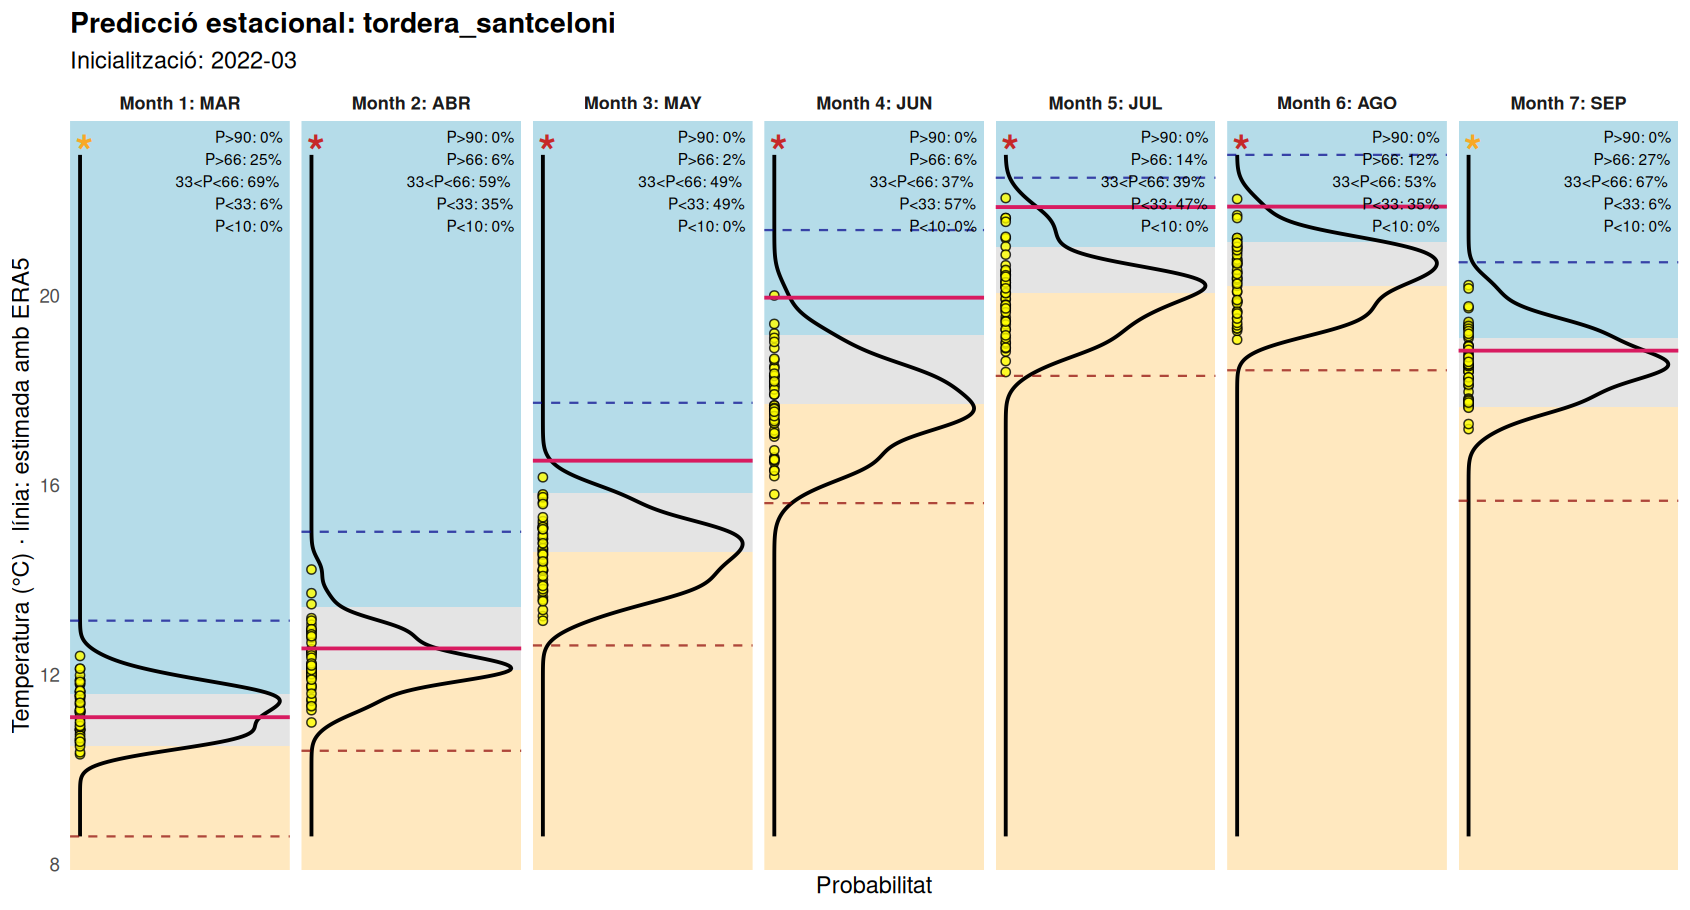 Predicció estacional: tordera_santceloni
Inicialització: 2022-03
Month 1: MAR
Month 2: ABR
Month 3: MAY
Month 4: JUN
Month 5: JUL
Month 6: AGO
Month 7: SEP
*
P>90: 0%
P>66: 25%
33<P<66: 69%
P<33: 6%
P<10: 0%
*
P>90: 0%
P>66: 6%
33<P<66: 59%
P<33: 35%
P<10: 0%
*
P>90: 0%
P>66: 2%
33<P<66: 49%
P<33: 49%
P<10: 0%
*
P>90: 0%
P>66: 6%
33<P<66: 37%
P<33: 57%
P<10: 0%
*
P>90: 0%
P>66: 14%
33<P<66: 39%
P<33: 47%
P<10: 0%
*
P>90: 0%
P>66: 12%
33<P<66: 53%
P<33: 35%
P<10: 0%
*
P>90: 0%
P>66: 27%
33<P<66: 67%
P<33: 6%
P<10: 0%
Temperatura (°C) · línia: estimada amb ERA5
20
16
12
8
Probabilitat